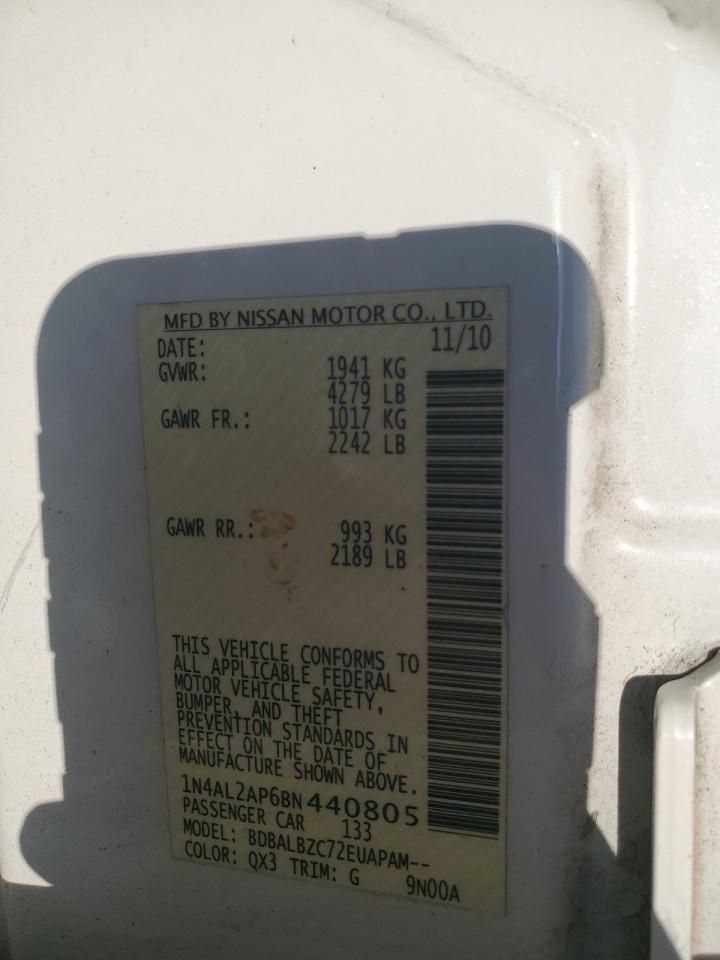 MFD BY NISSAN MOTOR CO., LTD.
DATE: 11/10
GVWR: 1941 KG
4279 LB
GAWR FR.: 1017 KG
2242 LB
GAWR RR.: 993 KG
2189 LB
THIS VEHICLE CONFORMS TO
ALL APPLICABLE FEDERAL
MOTOR VEHICLE SAFETY,
BUMPER, AND THEFT
PREVENTION STANDARDS IN
EFFECT ON THE DATE OF
MANUFACTURE SHOWN ABOVE.
1N4AL2AP6BN440805
PASSENGER CAR 133
MODEL: BDBALBZC72EUAPAM--
COLOR: QX3 TRIM: G 9N00A